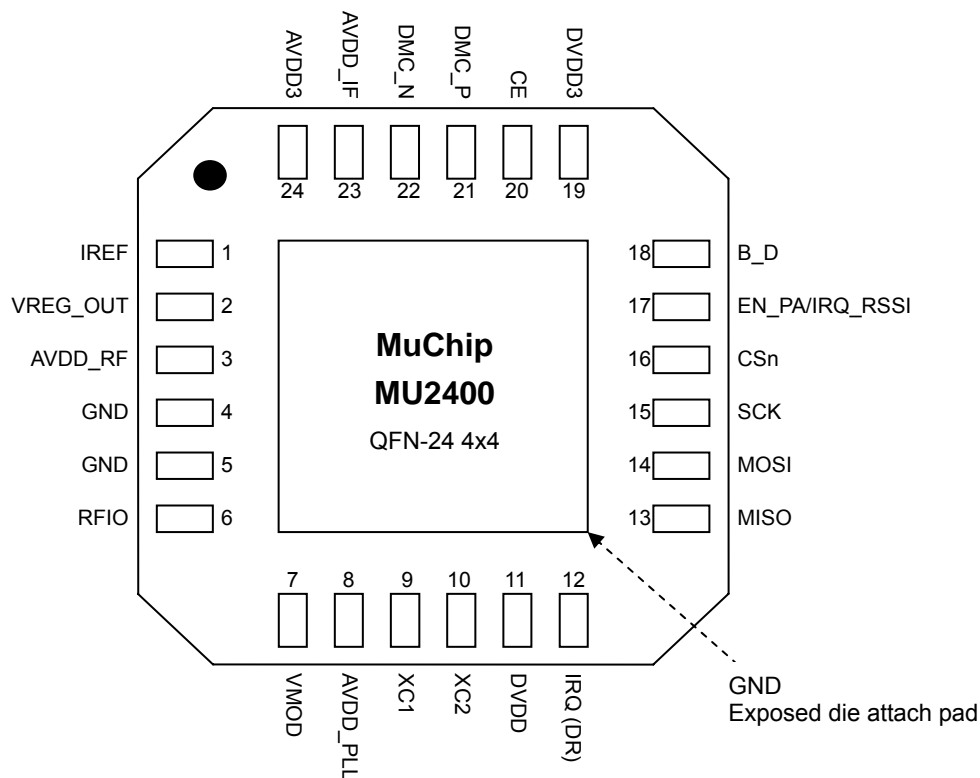 AVDD3
AVDD_IF
DMC_N
DMC_P
CE
DVDD3
24
23
22
21
20
19
IREF 1
VREG_OUT 2
AVDD_RF 3
GND 4
GND 5
RFIO 6
MuChip
MU2400
QFN-24 4x4
18 B_D
17 EN_PA/IRQ_RSSI
16 CSn
15 SCK
14 MOSI
13 MISO
7
8
9
10
11
12
VMOD
AVDD_PLL
XC1
XC2
DVDD
IRQ (DR)
GND
Exposed die attach pad